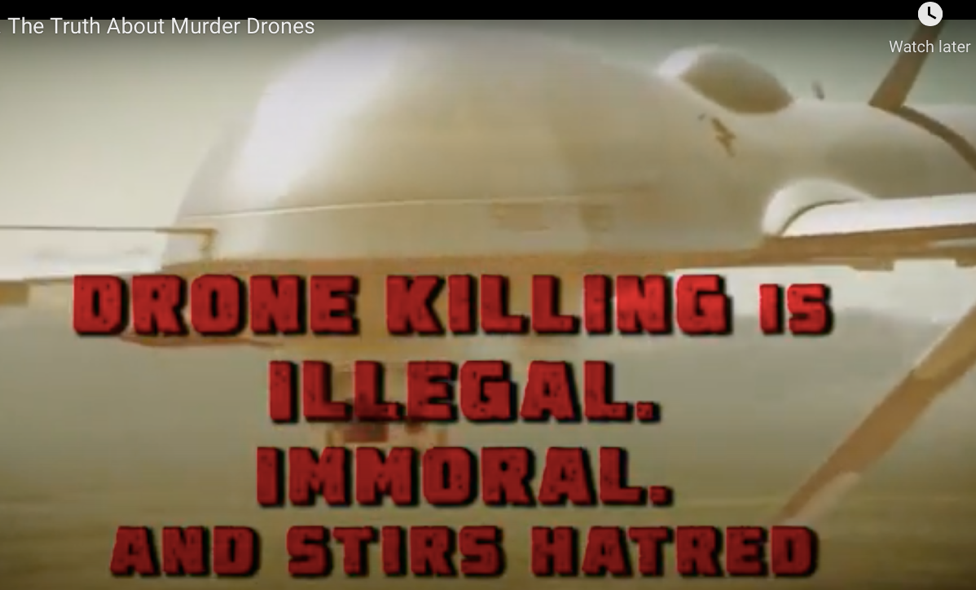 The Truth About Murder Drones
Watch later
DRONE KILLING IS
ILLEGAL.
IMMORAL.
AND STIRS HATRED